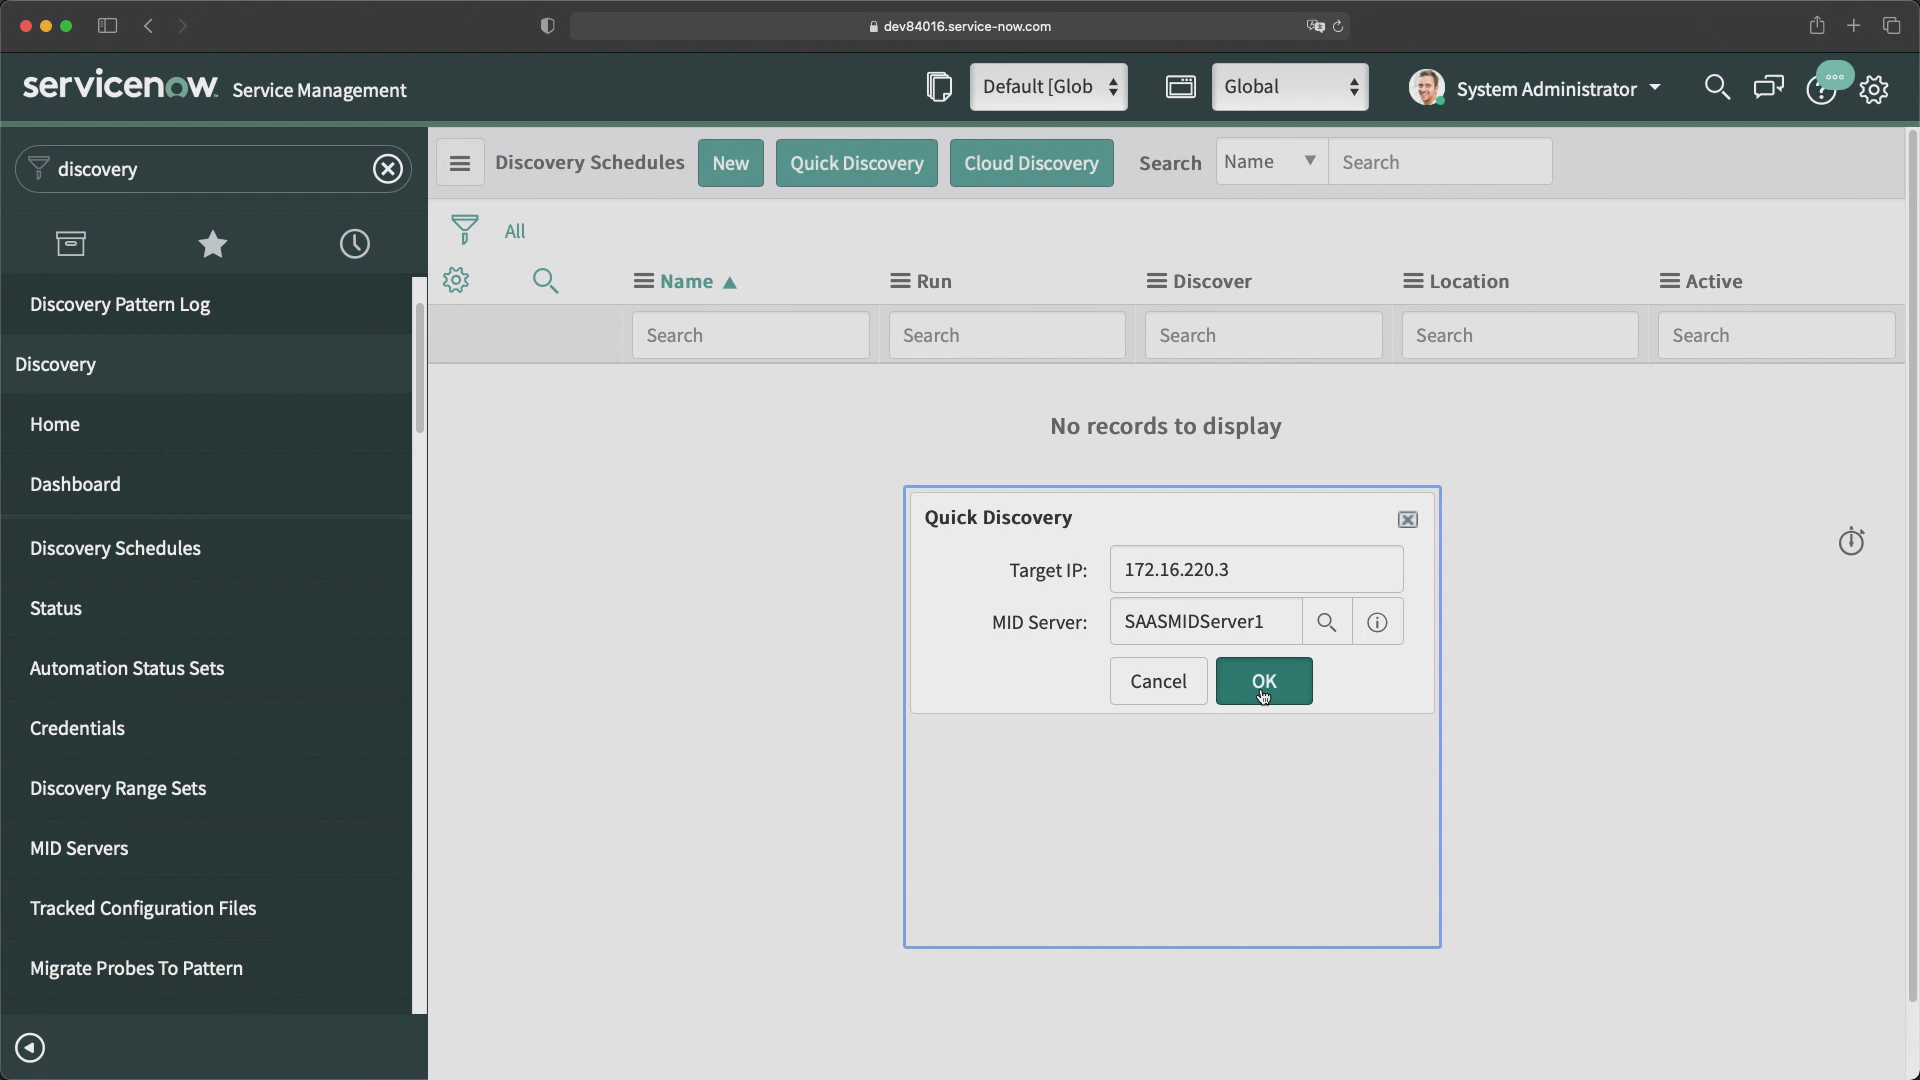 dev84016.service-now.com
servicenow
Service Management
Default [Glob
Global
System Administrator
discovery
Discovery Schedules
New
Quick Discovery
Cloud Discovery
Search
Name
Search
All
Name
Run
Discover
Location
Active
Search
Search
Search
Search
Search
No records to display
Discovery Pattern Log
Discovery
Home
Dashboard
Discovery Schedules
Status
Automation Status Sets
Credentials
Discovery Range Sets
MID Servers
Tracked Configuration Files
Migrate Probes To Pattern
Quick Discovery
Target IP:
172.16.220.3
MID Server:
SAASMIDServer1
Cancel
OK